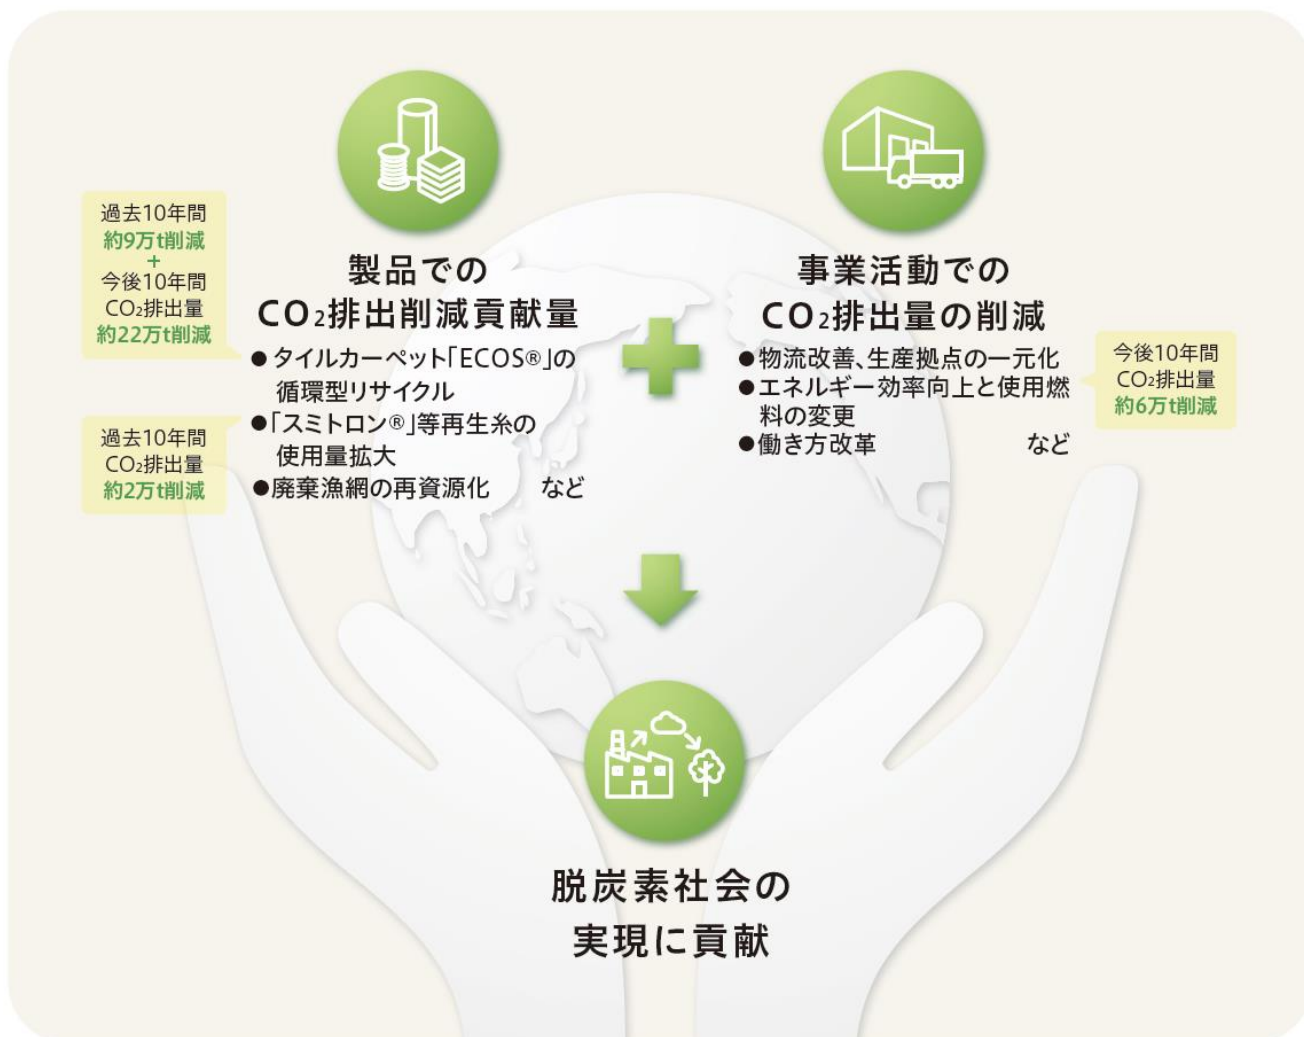 過去10年間
約9万t削減
+
今後10年間
CO₂排出量
約22万t削減
過去10年間
CO₂排出量
約2万t削減
製品での
CO₂排出削減貢献量
●タイルカーペット「ECOS®」の
循環型リサイクル
●「スミトロン®」等再生糸の
使用量拡大
●廃棄漁網の再資源化 など
事業活動での
CO₂排出量の削減
●物流改善、生産拠点の一元化
●エネルギー効率向上と使用燃
料の変更
●働き方改革 など
今後10年間
CO₂排出量
約6万t削減
脱炭素社会の
実現に貢献